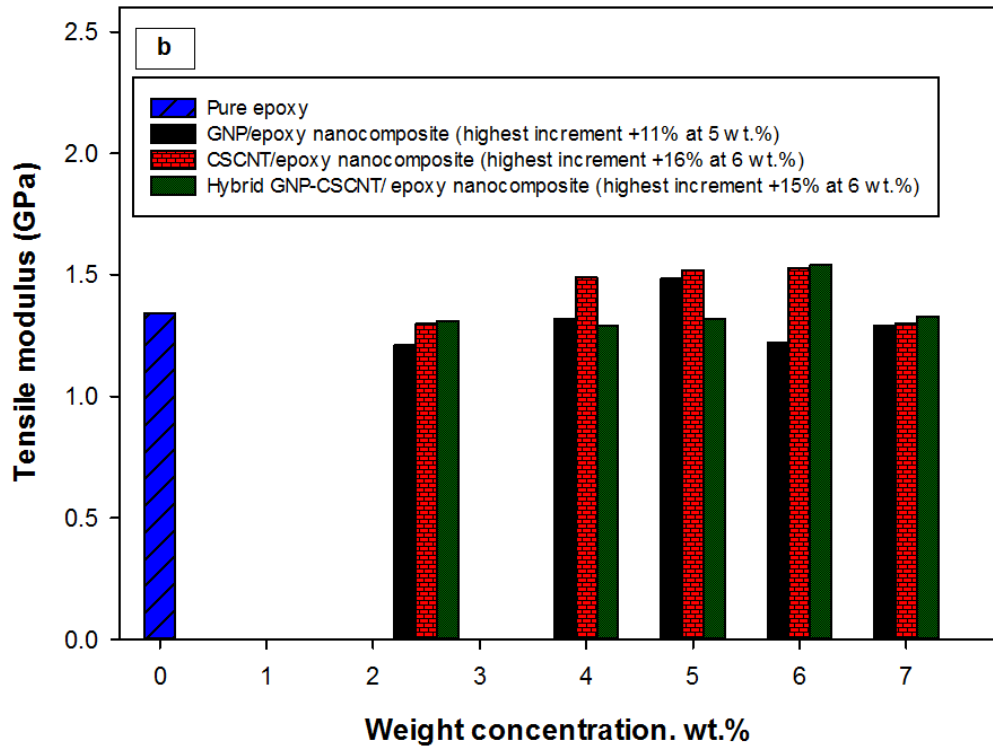 b
Pure epoxy
GNP/epoxy nanocomposite (highest increment +11% at 5 wt.%)
CSCNT/epoxy nanocomposite (highest increment +16% at 6 wt.%)
Hybrid GNP-CSCNT/ epoxy nanocomposite (highest increment +15% at 6 wt.%)
Tensile modulus (GPa)
2.5
2.0
1.5
1.0
0.5
0.0
0 1 2 3 4 5 6 7
Weight concentration. wt.%